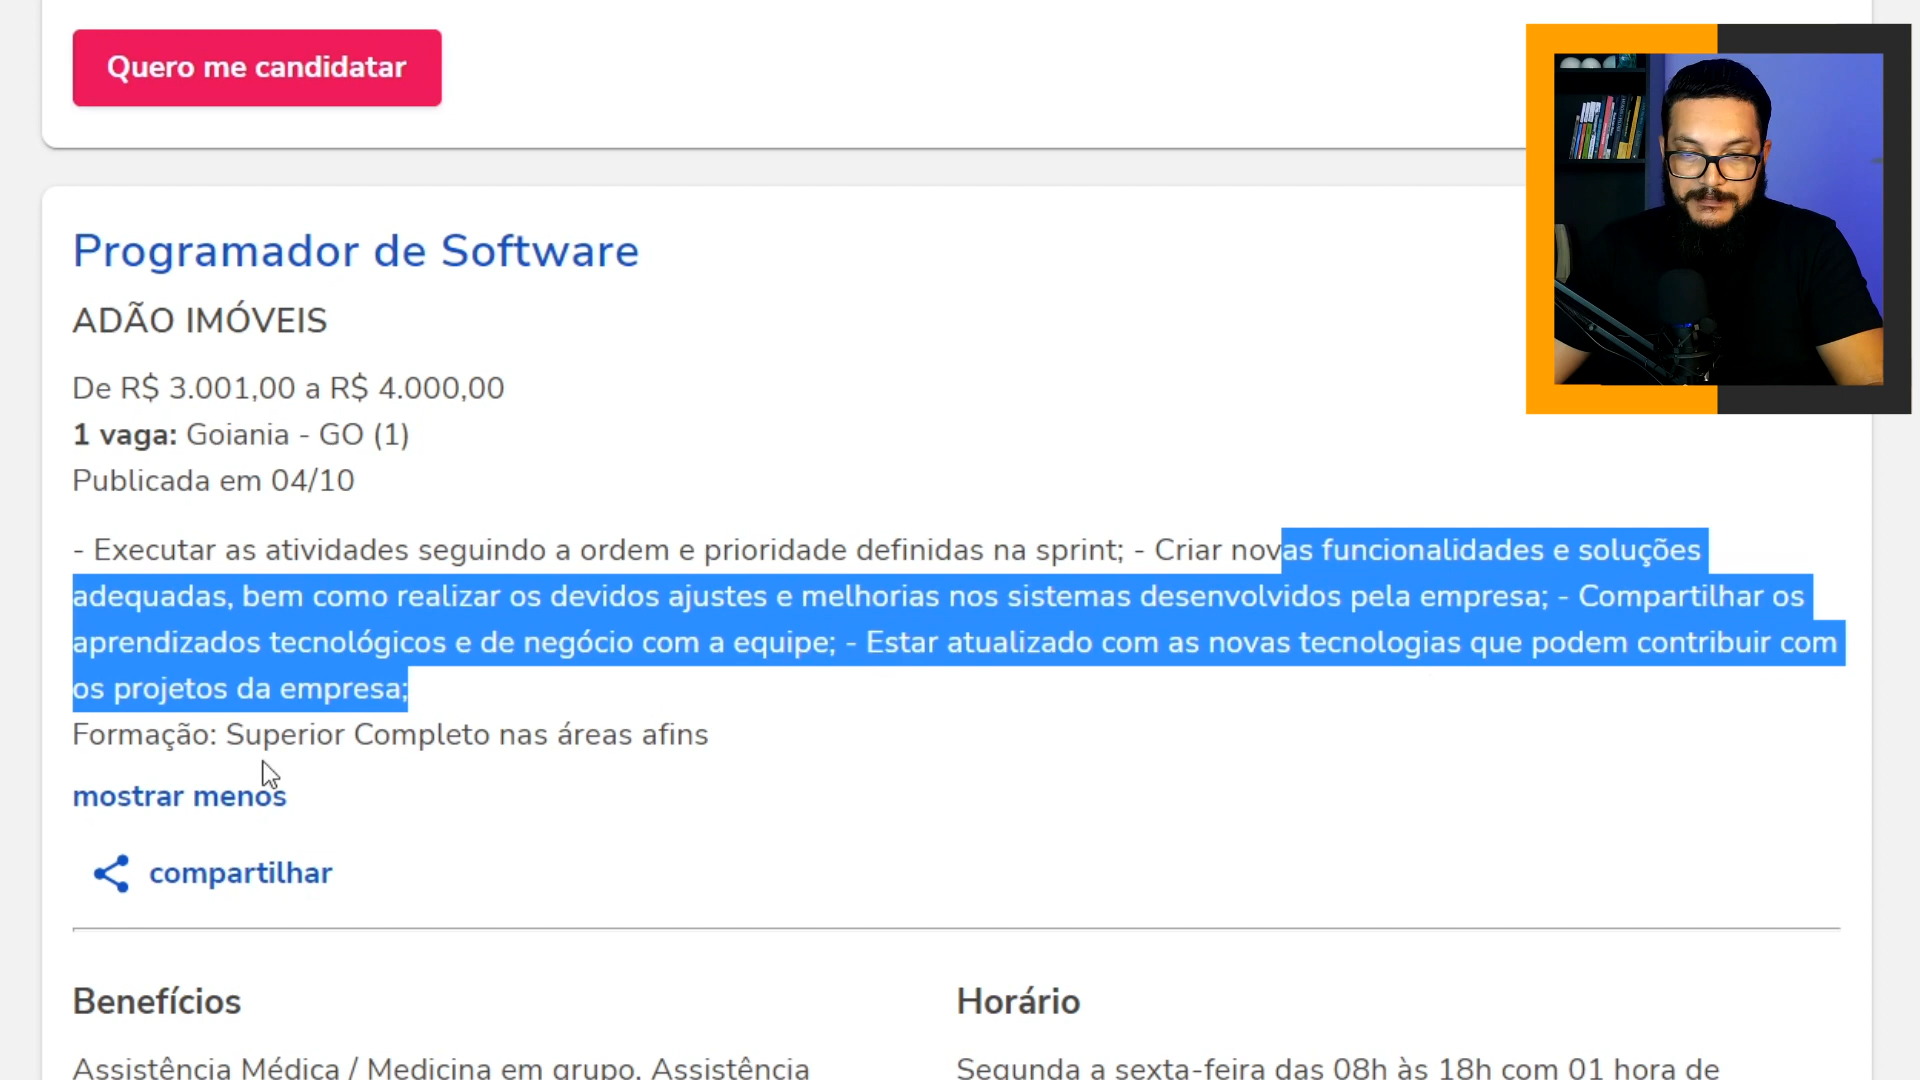 Quero me candidatar
Programador de Software
ADÃO IMÓVEIS
De R$ 3.001,00 a R$ 4.000,00
1 vaga: Goiania - GO (1)
Publicada em 04/10
- Executar as atividades seguindo a ordem e prioridade definidas na sprint; - Criar novas funcionalidades e soluções
adequadas, bem como realizar os devidos ajustes e melhorias nos sistemas desenvolvidos pela empresa; - Compartilhar os
aprendizados tecnológicos e de negócio com a equipe; - Estar atualizado com as novas tecnologias que podem contribuir com
os projetos da empresa;
Formação: Superior Completo nas áreas afins
mostrar menos
compartilhar
Benefícios
Assistência Médica / Medicina em grupo, Assistência
Horário
Segunda a sexta-feira das 08h às 18h com 01 hora de